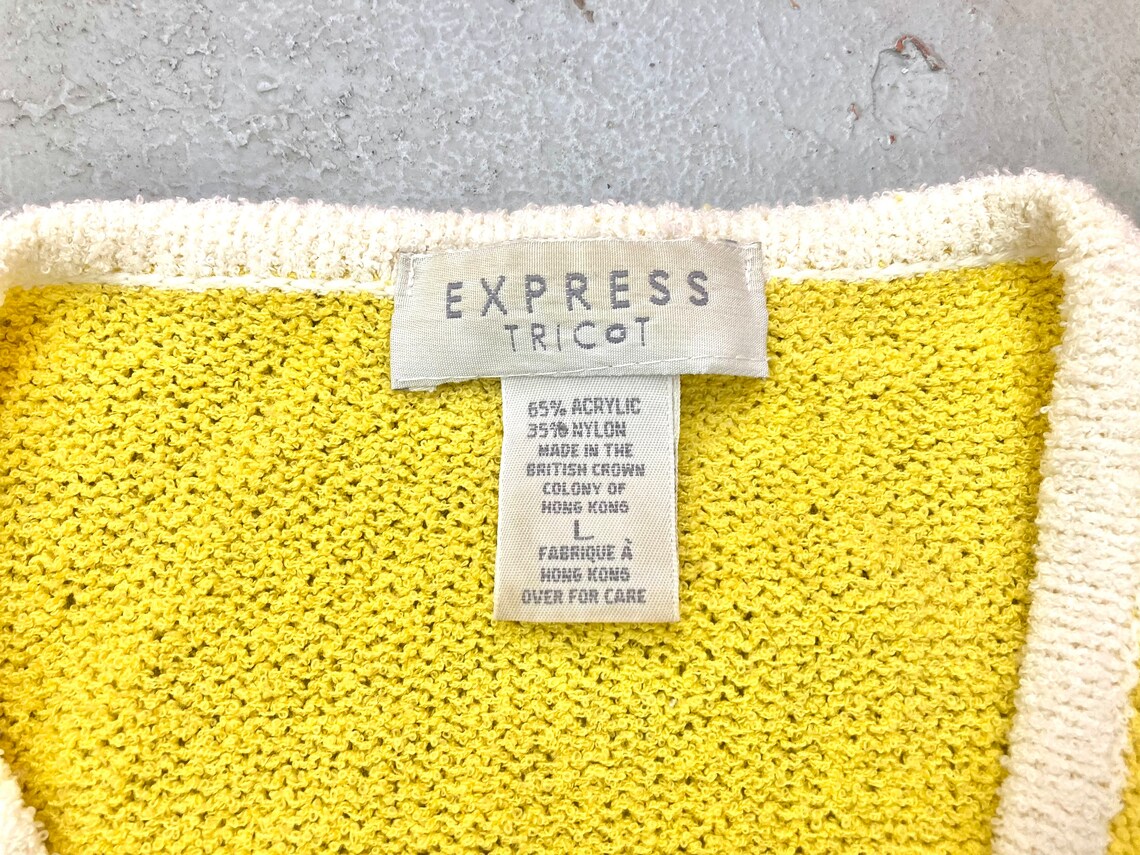 EXPRESS
TRICOT
65% ACRYLIC
35% NYLON
MADE IN THE
BRITISH CROWN
COLONY OF
HONG KONG
L
FABRIQUE À
HONG KONG
OVER FOR CARE